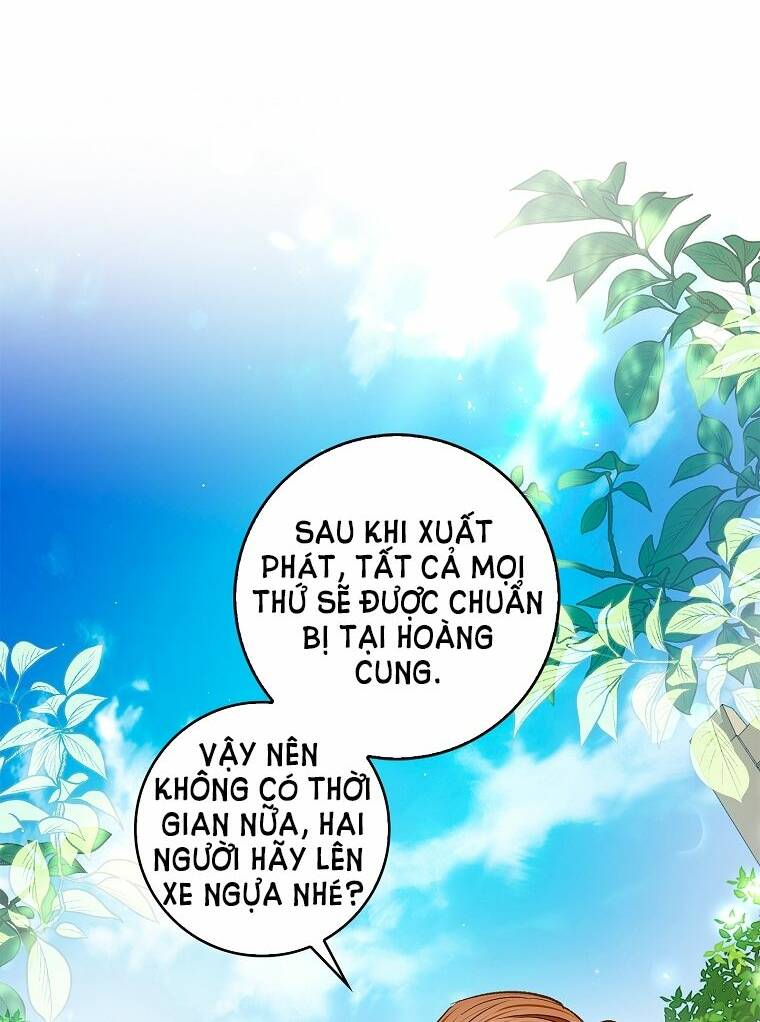 SAU KHI XUẤT
PHÁT, TẤT CẢ MỌI
THỨ SẼ ĐƯỢC CHUẨN
BỊ TẠI HOÀNG
CUNG.
VẬY NÊN
KHÔNG CÓ THỜI
GIAN NỮA, HAI
NGƯỜI HÃY LÊN
XE NGỰA NHÉ?